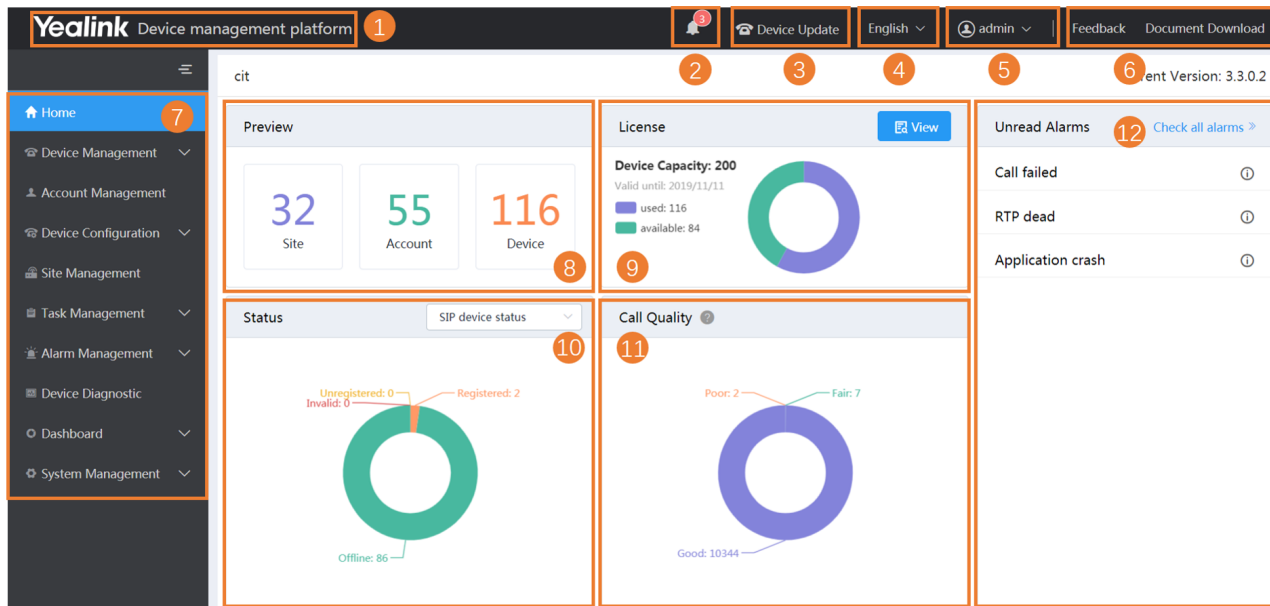 Yealink Device management platform 1
3
2
Device Update
3
English
4
admin
5
Feedback Document Download
6
cit
ent Version: 3.3.0.2
Home
7
Device Management
Account Management
Device Configuration
Site Management
Task Management
Alarm Management
Device Diagnostic
Dashboard
System Management
Preview
32
Site
55
Account
116
Device
8
License
View
Device Capacity: 200
Valid until: 2019/11/11
used: 116
available: 84
9
Unread Alarms
Check all alarms »
12
Call failed
RTP dead
Application crash
Status
SIP device status
10
Unregistered: 0
Registered: 2
Invalid: 0
Offline: 86
Call Quality ?
11
Poor: 2
Fair: 7
Good: 10344